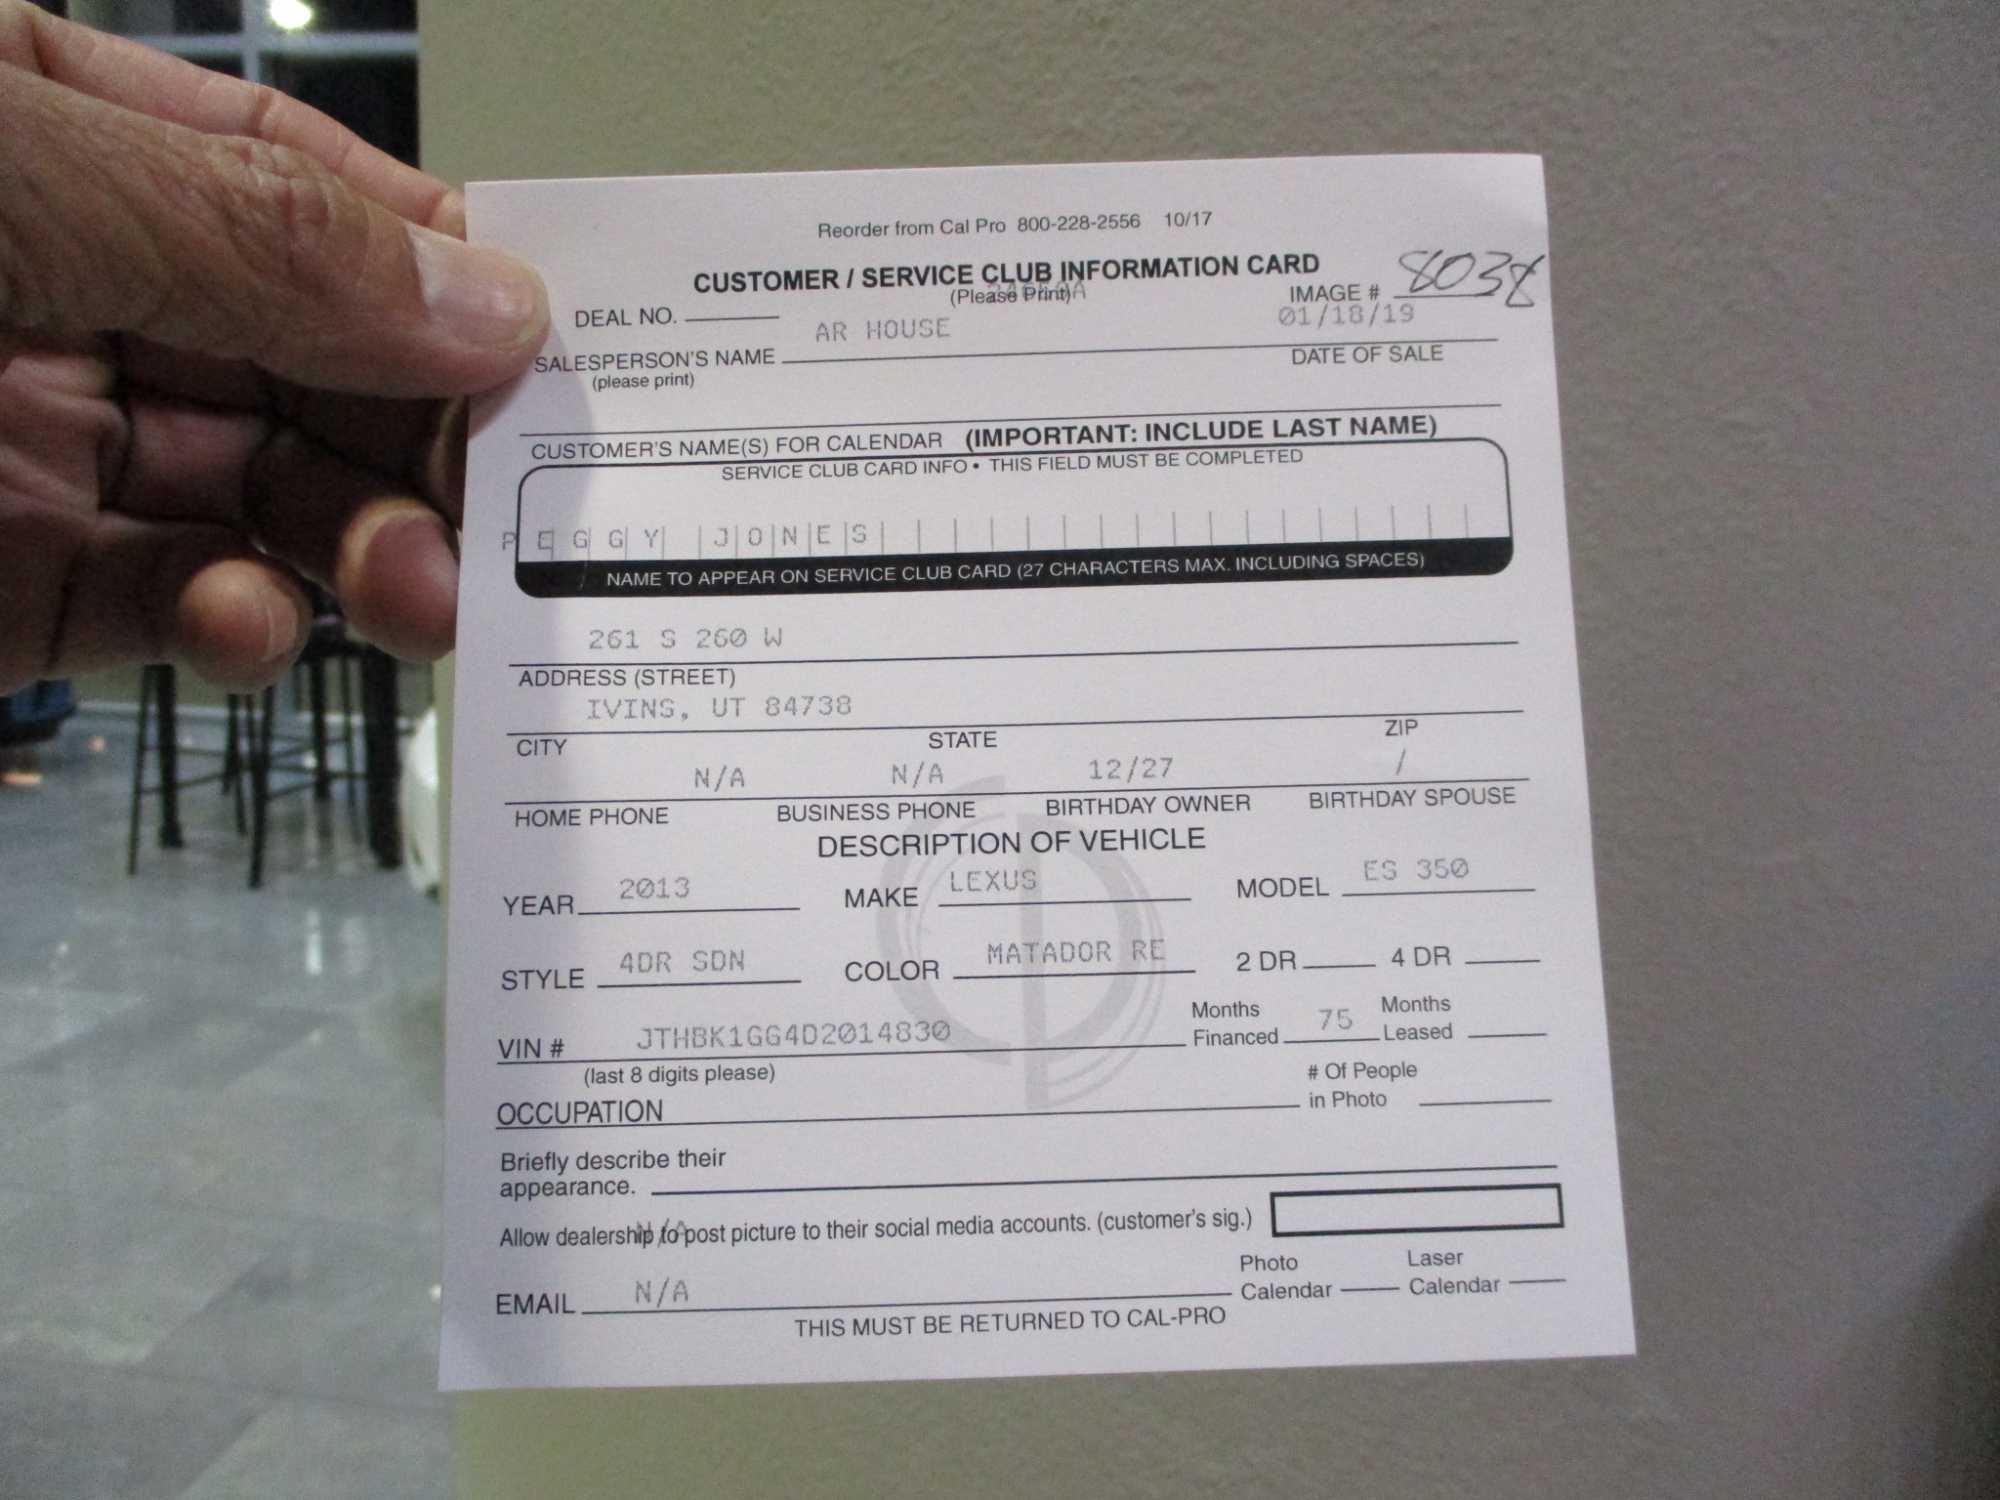 Reorder from Cal Pro 800-228-2556 10/17
CUSTOMER / SERVICE CLUB INFORMATION CARD
(Please Print)
DEAL NO. IMAGE # 8038
AR HOUSE 01/18/19
SALESPERSON'S NAME DATE OF SALE
(please print)
CUSTOMER'S NAME(S) FOR CALENDAR (IMPORTANT: INCLUDE LAST NAME)
SERVICE CLUB CARD INFO • THIS FIELD MUST BE COMPLETED
PEGGY JONES
NAME TO APPEAR ON SERVICE CLUB CARD (27 CHARACTERS MAX. INCLUDING SPACES)
261 S 260 W
ADDRESS (STREET)
IVINS, UT 84738
CITY STATE ZIP
N/A N/A 12/27 /
HOME PHONE BUSINESS PHONE BIRTHDAY OWNER BIRTHDAY SPOUSE
DESCRIPTION OF VEHICLE
YEAR 2013 MAKE LEXUS MODEL ES 350
STYLE 4DR SDN COLOR MATADOR RE 2 DR 4 DR
VIN # JTHBK1GG4D2014830 Months Financed 75 Months Leased
(last 8 digits please)
OCCUPATION # Of People in Photo
Briefly describe their
appearance.
Allow dealership to post picture to their social media accounts. (customer's sig.)
N/A
EMAIL N/A Photo Calendar Laser Calendar
THIS MUST BE RETURNED TO CAL-PRO